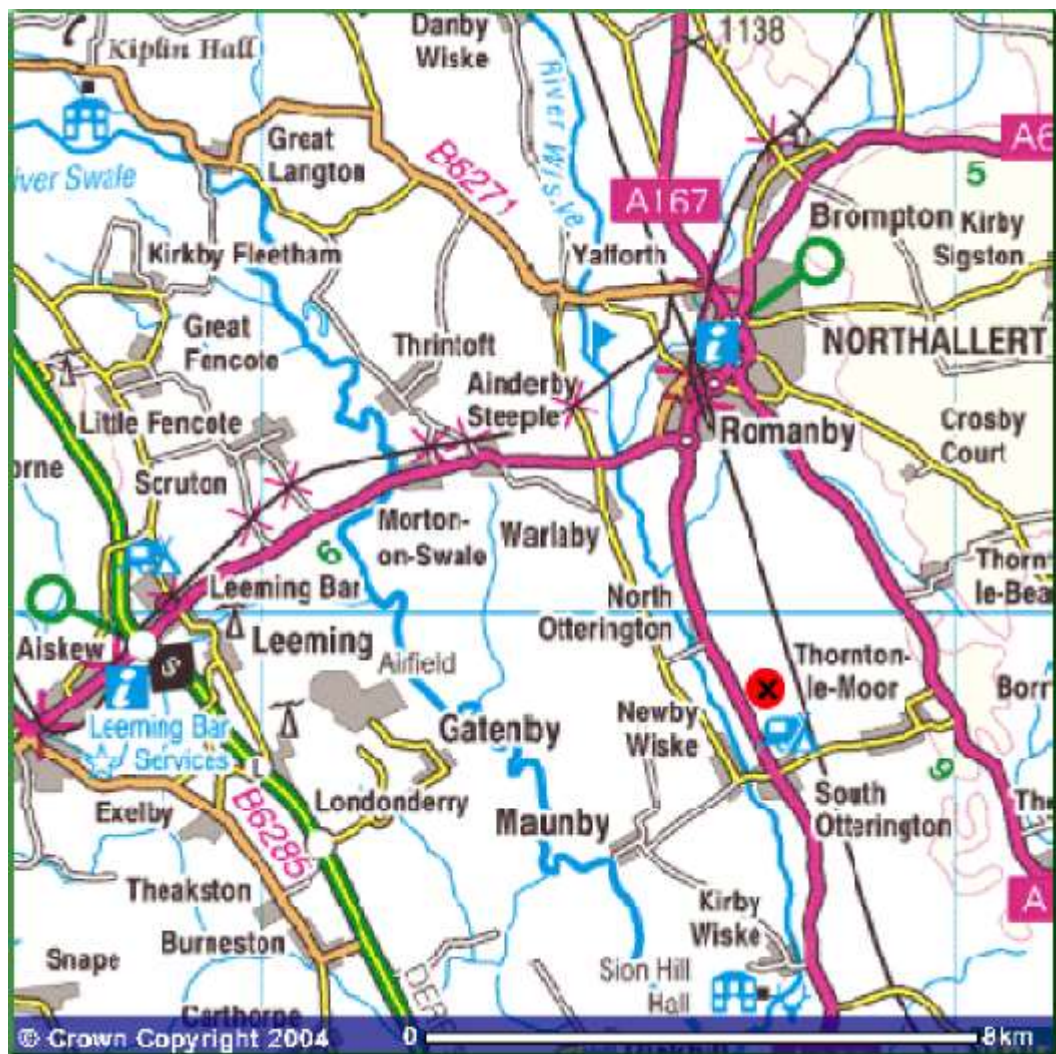 Kiplin Hall
Danby
Wiske
1138
River Wiske
Great
Langton
B6271
A6
5
River Swale
A167
Brompton
Kirby
Sigston
Kirkby Fleetham
Yafforth
Great
Fencote
Thrintoft
NORTHALLERT
Ainderby
Steeple
Little Fencote
Romanby
Crosby
Court
orne
Scruton
Morton-
on-Swale
Warlaby
6
Leeming Bar
North
Otterington
Thornt
le-Bea
Aiskew
Leeming
Airfield
S
i
i
X
Thornton-
le-Moor
Borr
Leeming Bar
Services
Gatenby
Newby
Wiske
9
L
Exelby
B6285
Londonderry
Maunby
South
Otterington
The
A
Theakston
Kirby
Wiske
Burneston
Snape
Sion Hill
Hall
DERE
Carthorpe
© Crown Copyright 2004
0
8km